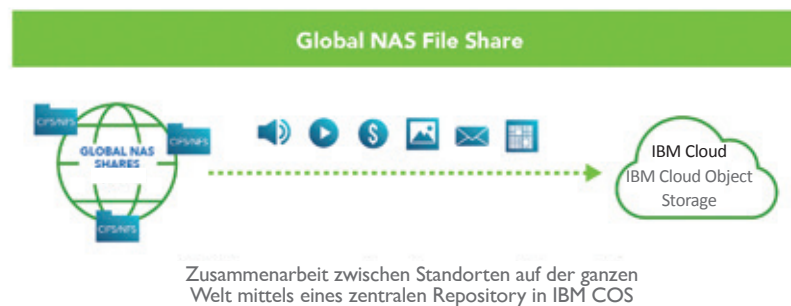 Global NAS File Share
CIFS/NFS
CIFS/NFS
GLOBAL NAS
SHARES
CIFS/NFS
IBM Cloud
IBM Cloud Object
Storage
Zusammenarbeit zwischen Standorten auf der ganzen
Welt mittels eines zentralen Repository in IBM COS